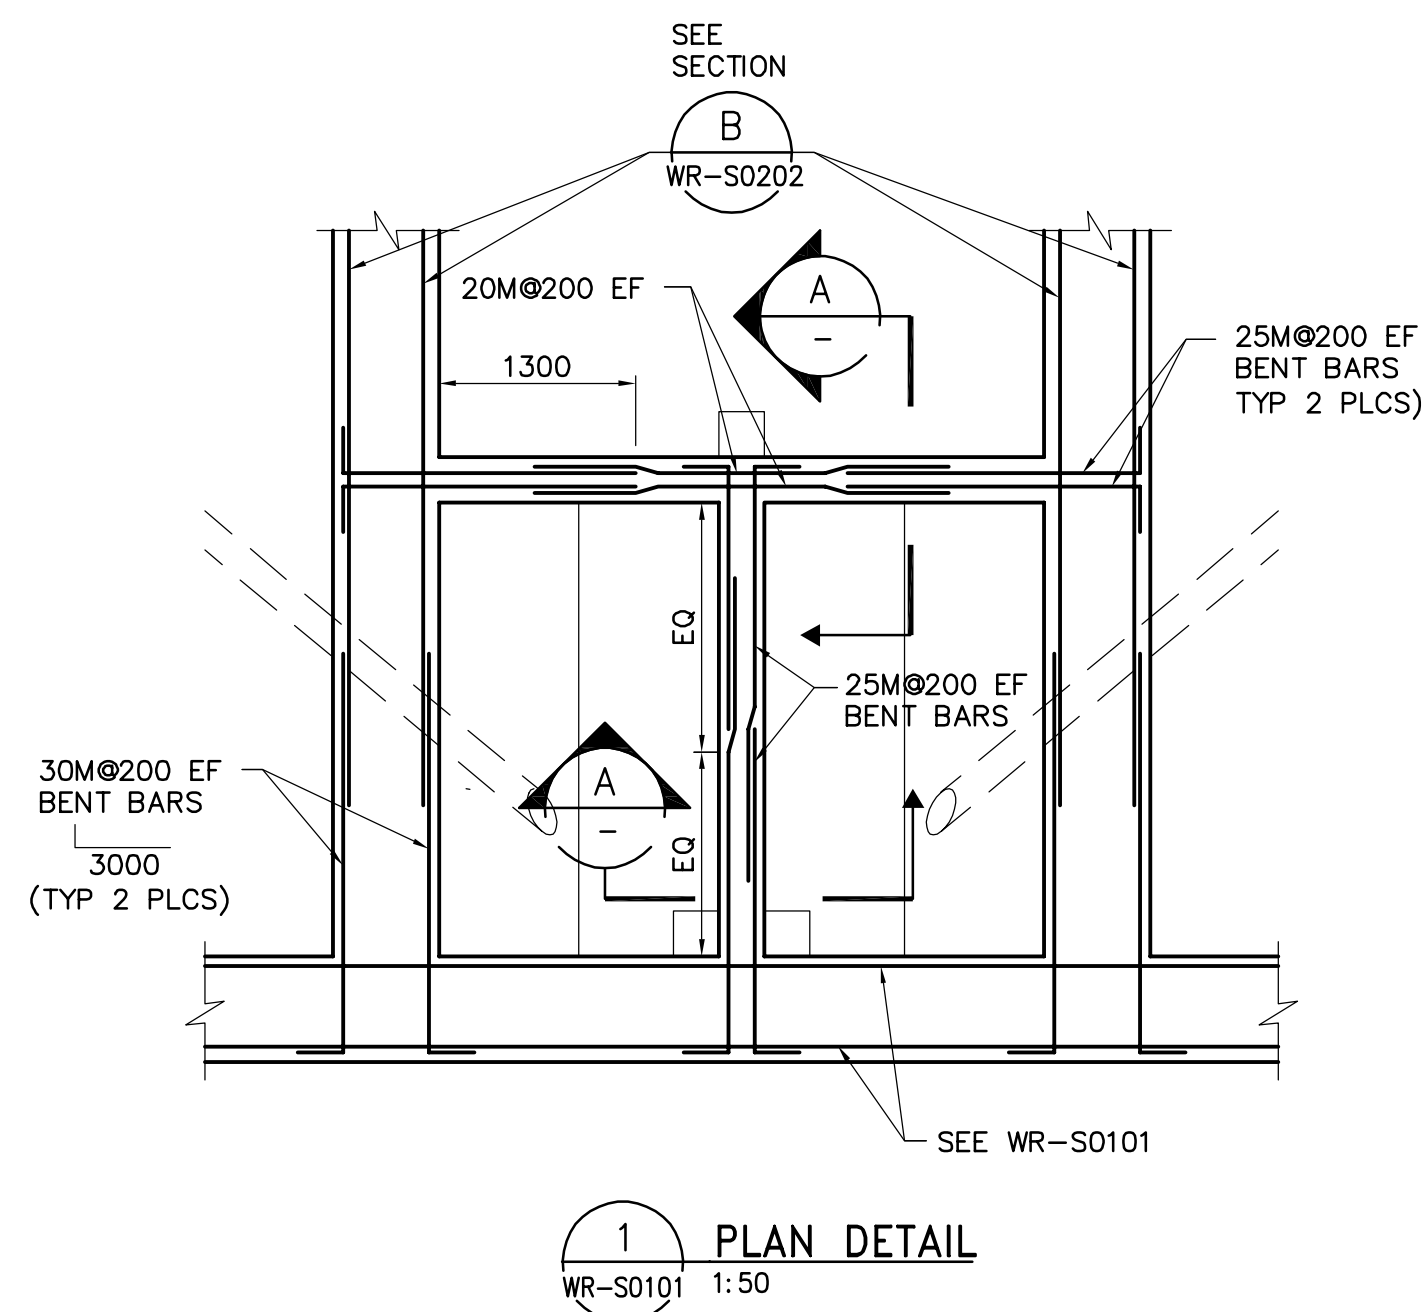 SEE
SECTION
B
WR-S0202
20M@200 EF
A
-
1300
25M@200 EF
BENT BARS
TYP 2 PLCS)
EQ
25M@200 EF
BENT BARS
30M@200 EF
BENT BARS
3000
(TYP 2 PLCS)
A
-
EQ
SEE WR-S0101
1
WR-S0101
PLAN DETAIL
1:50